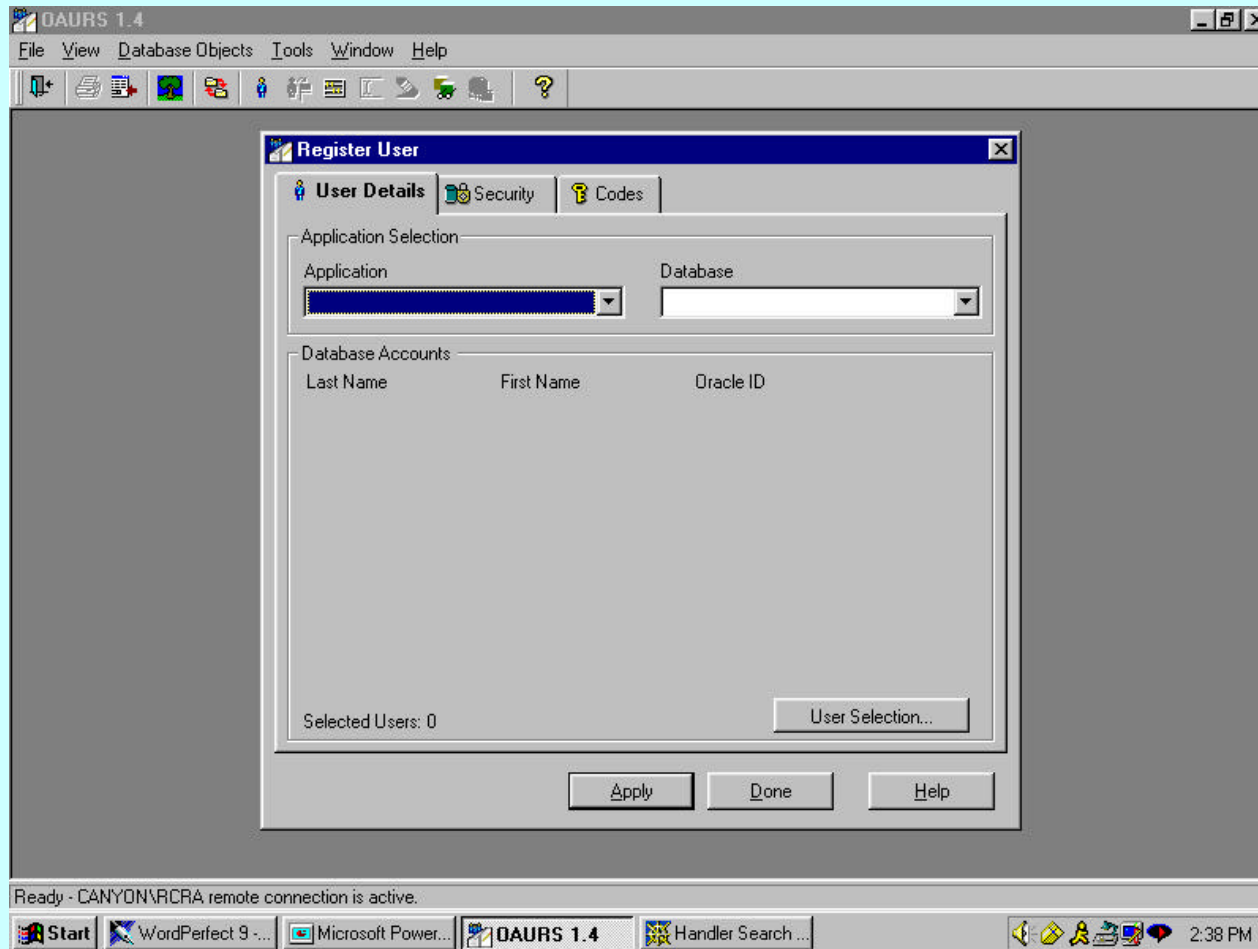 OAURS 1.4
File View Database Objects Tools Window Help
Register User
User Details Security Codes
Application Selection
Application Database
Database Accounts
Last Name First Name Oracle ID
Selected Users: 0 User Selection...
Apply Done Help
Ready - CANYON\RCRA remote connection is active.
Start WordPerfect 9 -... Microsoft Power... OAURS 1.4 Handler Search ... 2:38 PM